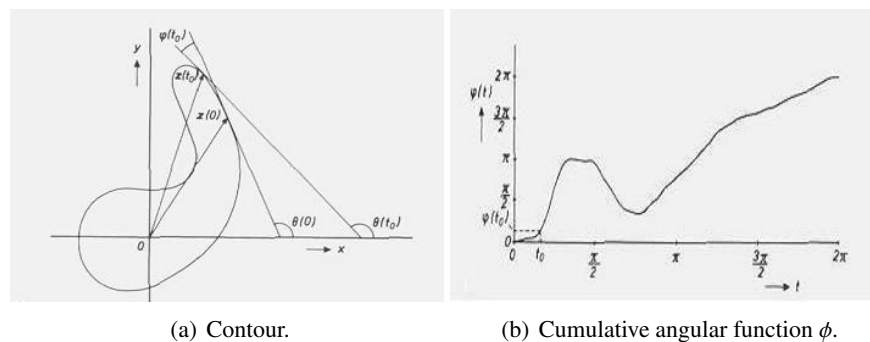 φ(t₀)
y
z(t₀)
z(0)
θ(0)
θ(t₀)
0
x
2π
φ(t)
3π/2
π
π/2
φ(t₀)
0
0 t₀ π/2 π 3π/2 2π
t
(a) Contour.
(b) Cumulative angular function ϕ.